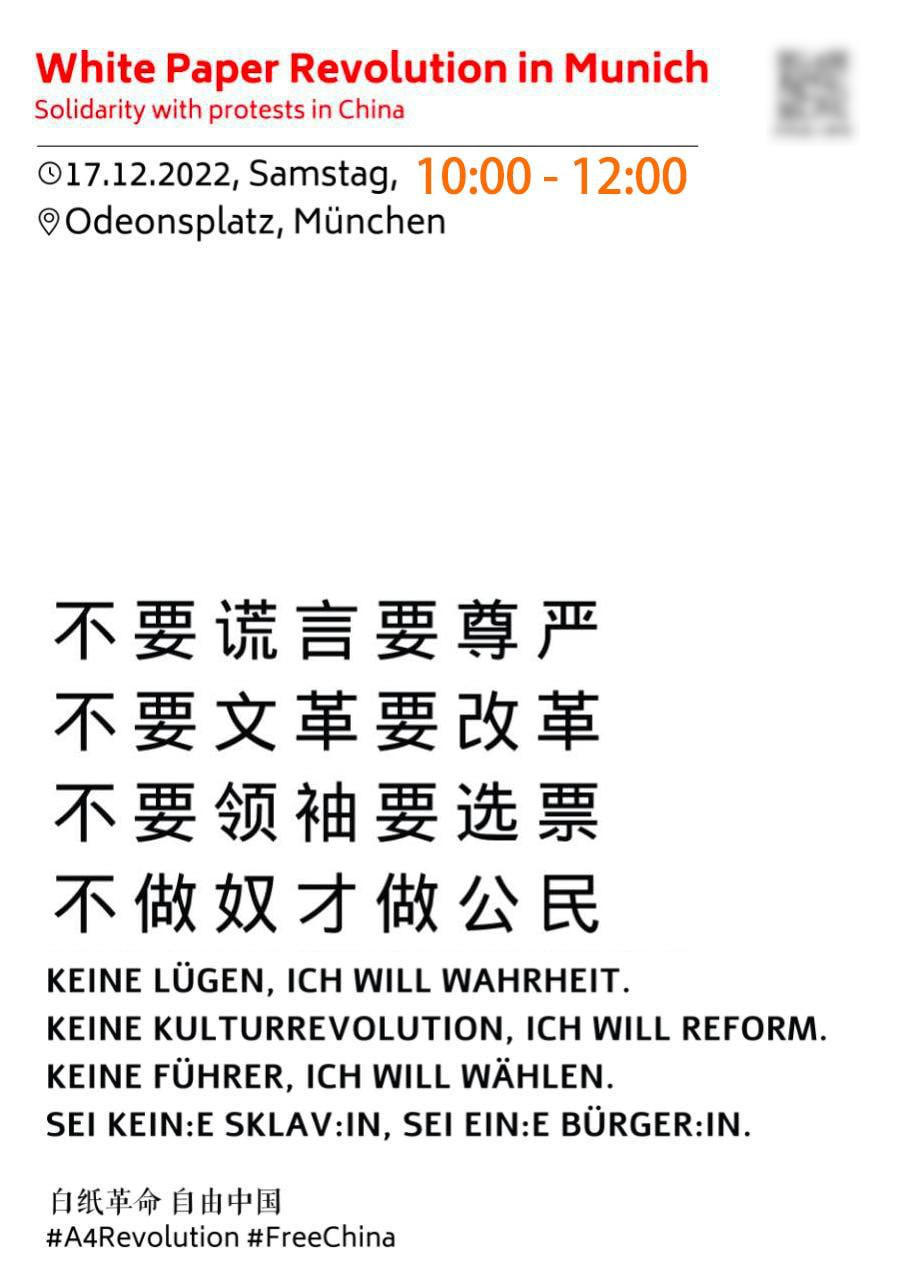 White Paper Revolution in Munich
Solidarity with protests in China
17.12.2022, Samstag, 10:00 - 12:00
Odeonsplatz, München
不要谎言要尊严
不要文革要改革
不要领袖要选票
不做奴才做公民
KEINE LÜGEN, ICH WILL WAHRHEIT.
KEINE KULTURREVOLUTION, ICH WILL REFORM.
KEINE FÜHRER, ICH WILL WÄHLEN.
SEI KEIN:E SKLAV:IN, SEI EIN:E BÜRGER:IN.
白纸革命 自由中国
#A4Revolution #FreeChina